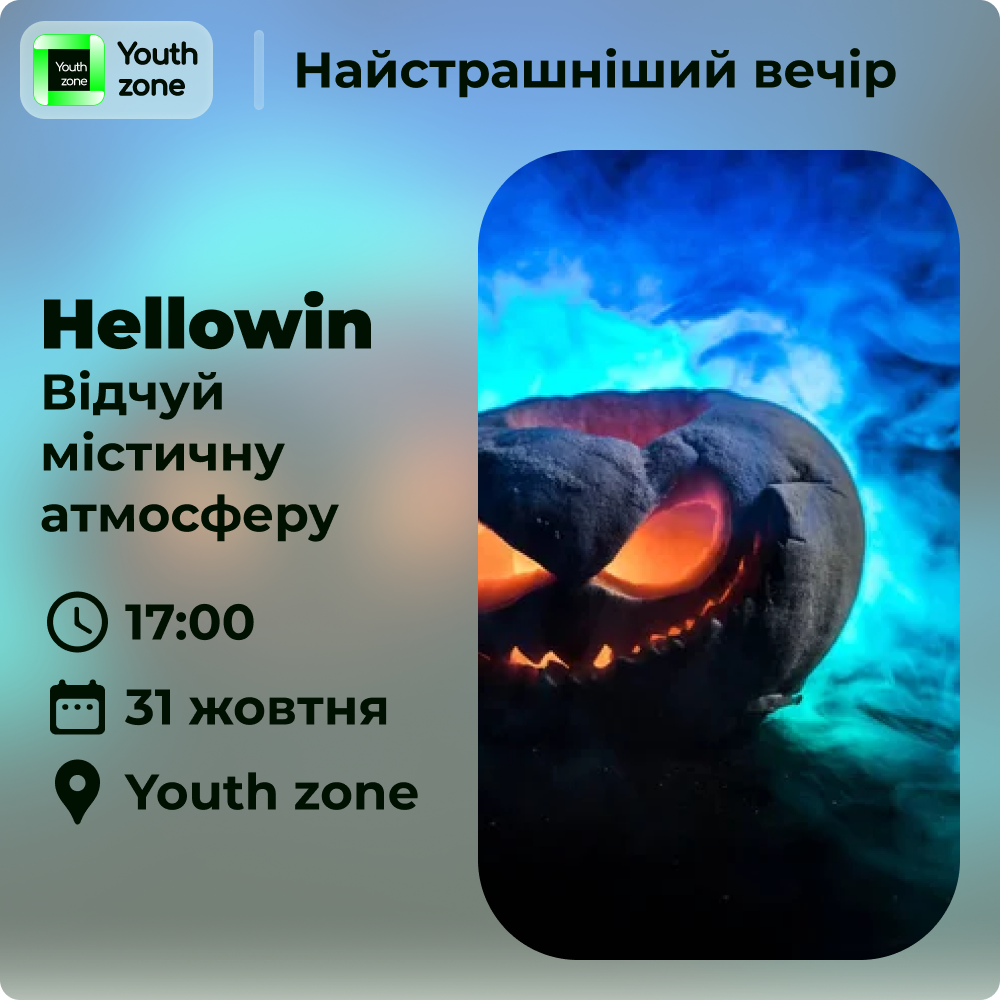 Youth
zone
Youth
zone
Найстрашніший вечір
Hellowin
Відчуй
містичну
атмосферу
17:00
31 жовтня
Youth zone